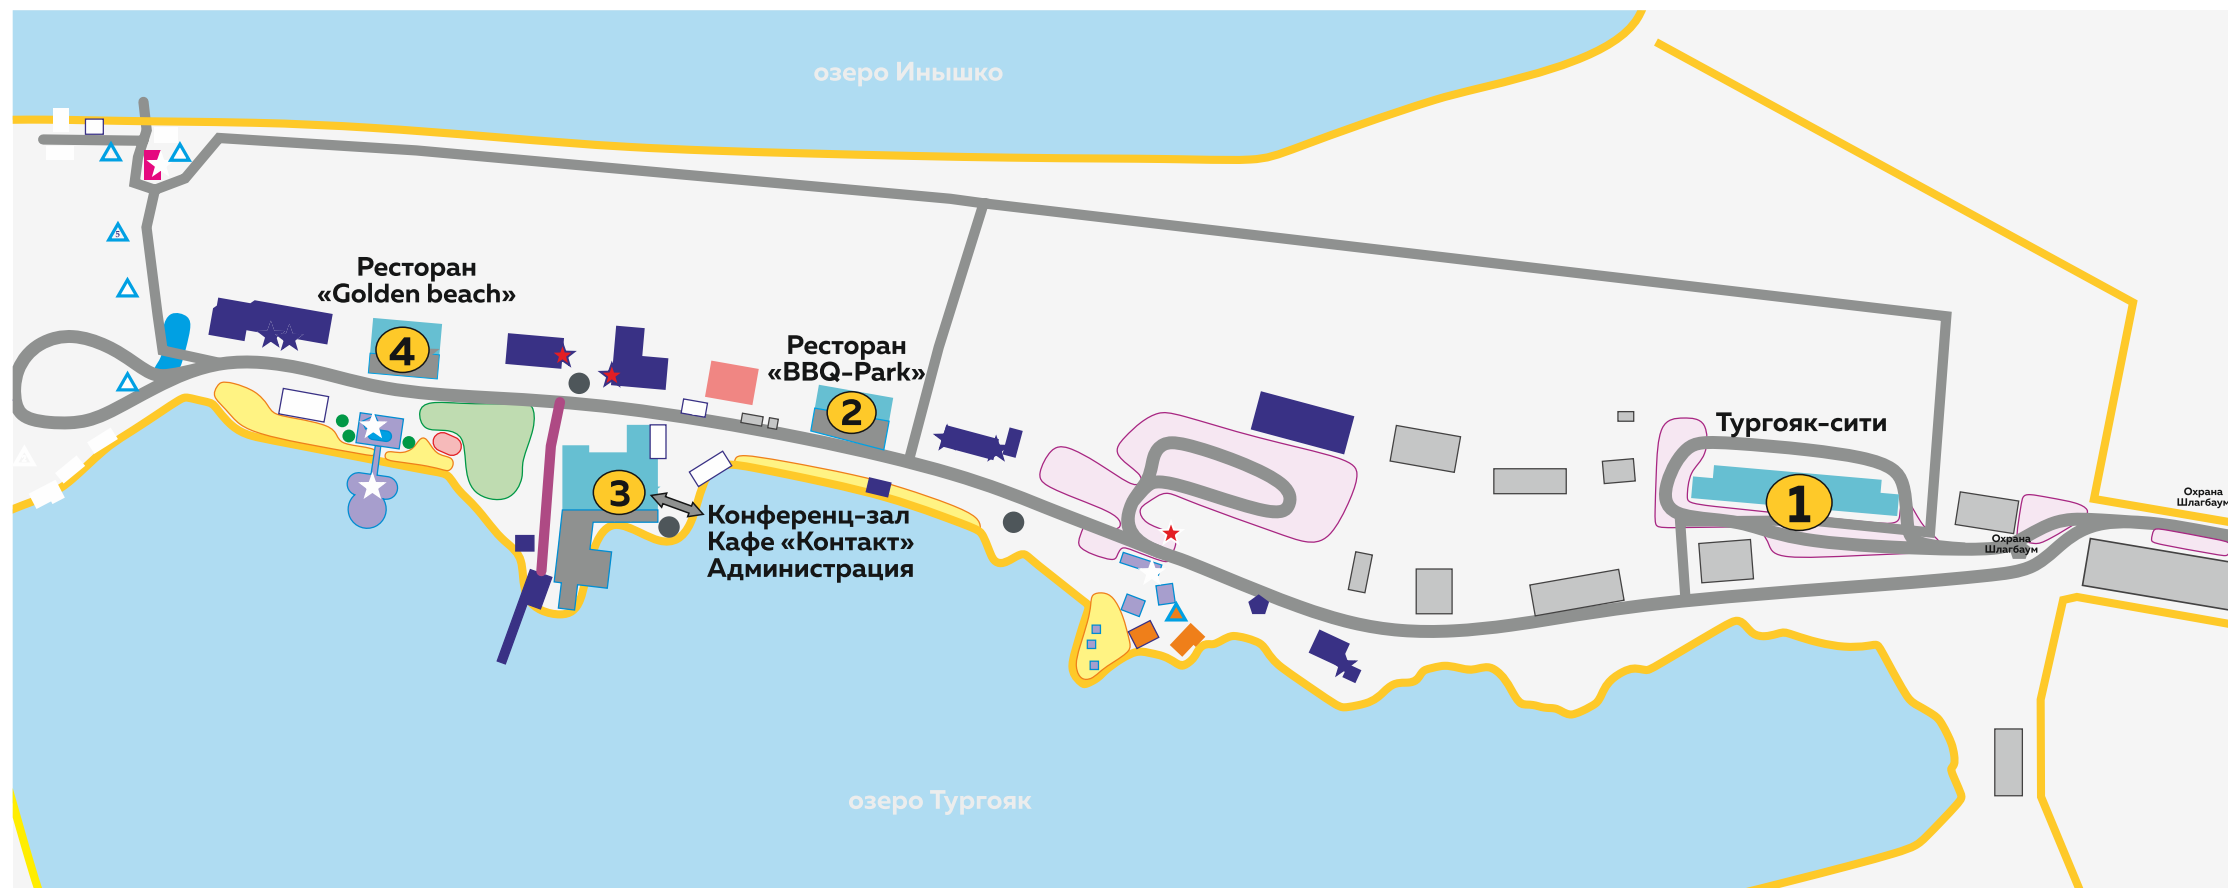 озеро Инышко
5
Ресторан
«Golden beach»
4
Ресторан
«BBQ-Park»
2
Тургояк-сити
1
3
Конференц-зал
Кафе «Контакт»
Администрация
Охрана
Шлагбаум
Охрана
Шлагбаум
озеро Тургояк